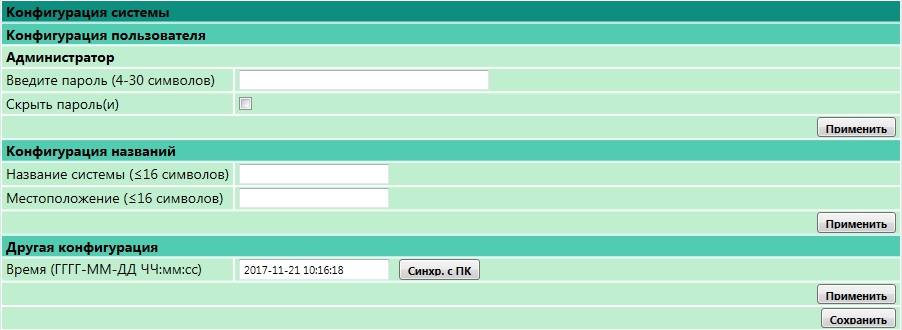 Конфигурация системы
Конфигурация пользователя
Администратор
Введите пароль (4-30 символов)
Скрыть пароль(и)
Применить
Конфигурация названий
Название системы (≤16 символов)
Местоположение (≤16 символов)
Применить
Другая конфигурация
Время (ГГГГ-ММ-ДД ЧЧ:мм:сс) 2017-11-21 10:16:18 Синхр. с ПК
Применить
Сохранить